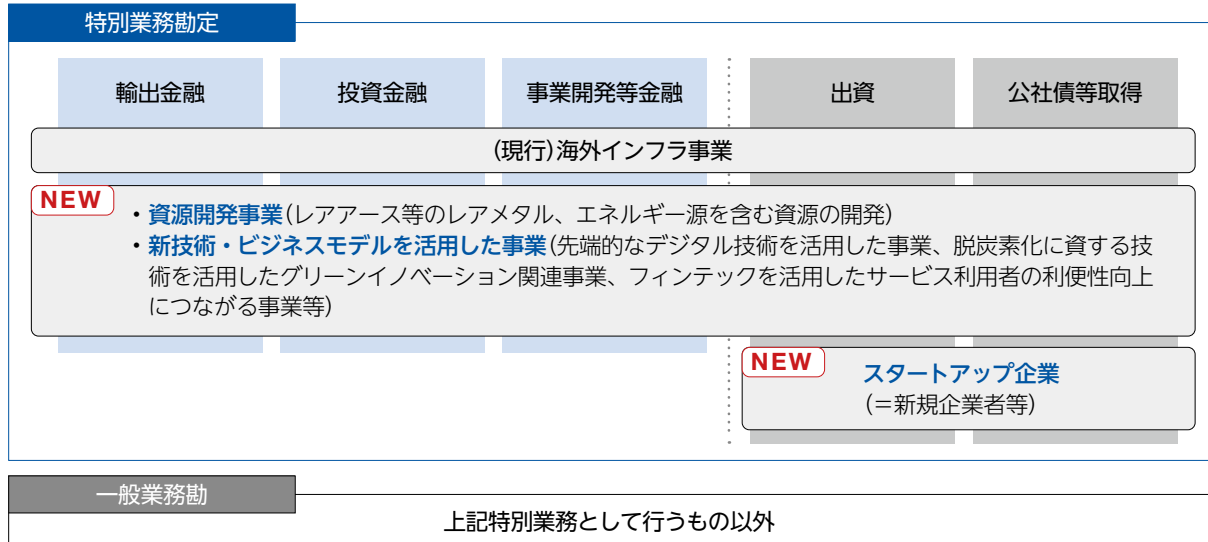 特別業務勘定
輸出金融
投資金融
事業開発等金融
出資
公社債等取得
(現行)海外インフラ事業
NEW
・資源開発事業(レアアース等のレアメタル、エネルギー源を含む資源の開発)
・新技術・ビジネスモデルを活用した事業(先端的なデジタル技術を活用した事業、脱炭素化に資する技
術を活用したグリーンイノベーション関連事業、フィンテックを活用したサービス利用者の利便性向上
につながる事業等)
NEW
スタートアップ企業
(＝新規企業者等)
一般業務勘
上記特別業務として行うもの以外